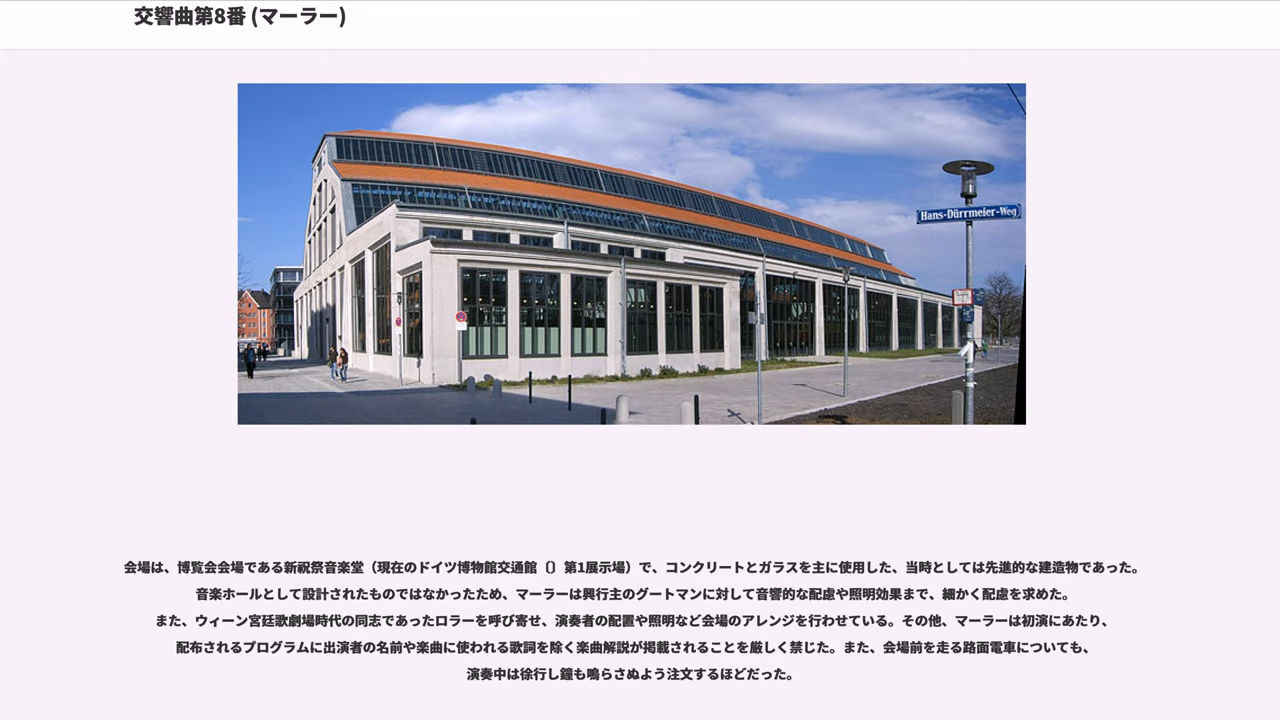 交響曲第8番 (マーラー)
Hans-Dürrmeier-Weg
会場は、博覧会会場である新祝祭音楽堂（現在のドイツ博物館交通館〔〕第1展示場）で、コンクリートとガラスを主に使用した、当時としては先進的な建造物であった。
音楽ホールとして設計されたものではなかったため、マーラーは興行主のグートマンに対して音響的な配慮や照明効果まで、細かく配慮を求めた。
また、ウィーン宮廷歌劇場時代の同志であったロラーを呼び寄せ、演奏者の配置や照明など会場のアレンジを行わせている。その他、マーラーは初演にあたり、
配布されるプログラムに出演者の名前や楽曲に使われる歌詞を除く楽曲解説が掲載されることを厳しく禁じた。また、会場前を走る路面電車についても、
演奏中は徐行し鐘も鳴らさぬよう注文するほどだった。